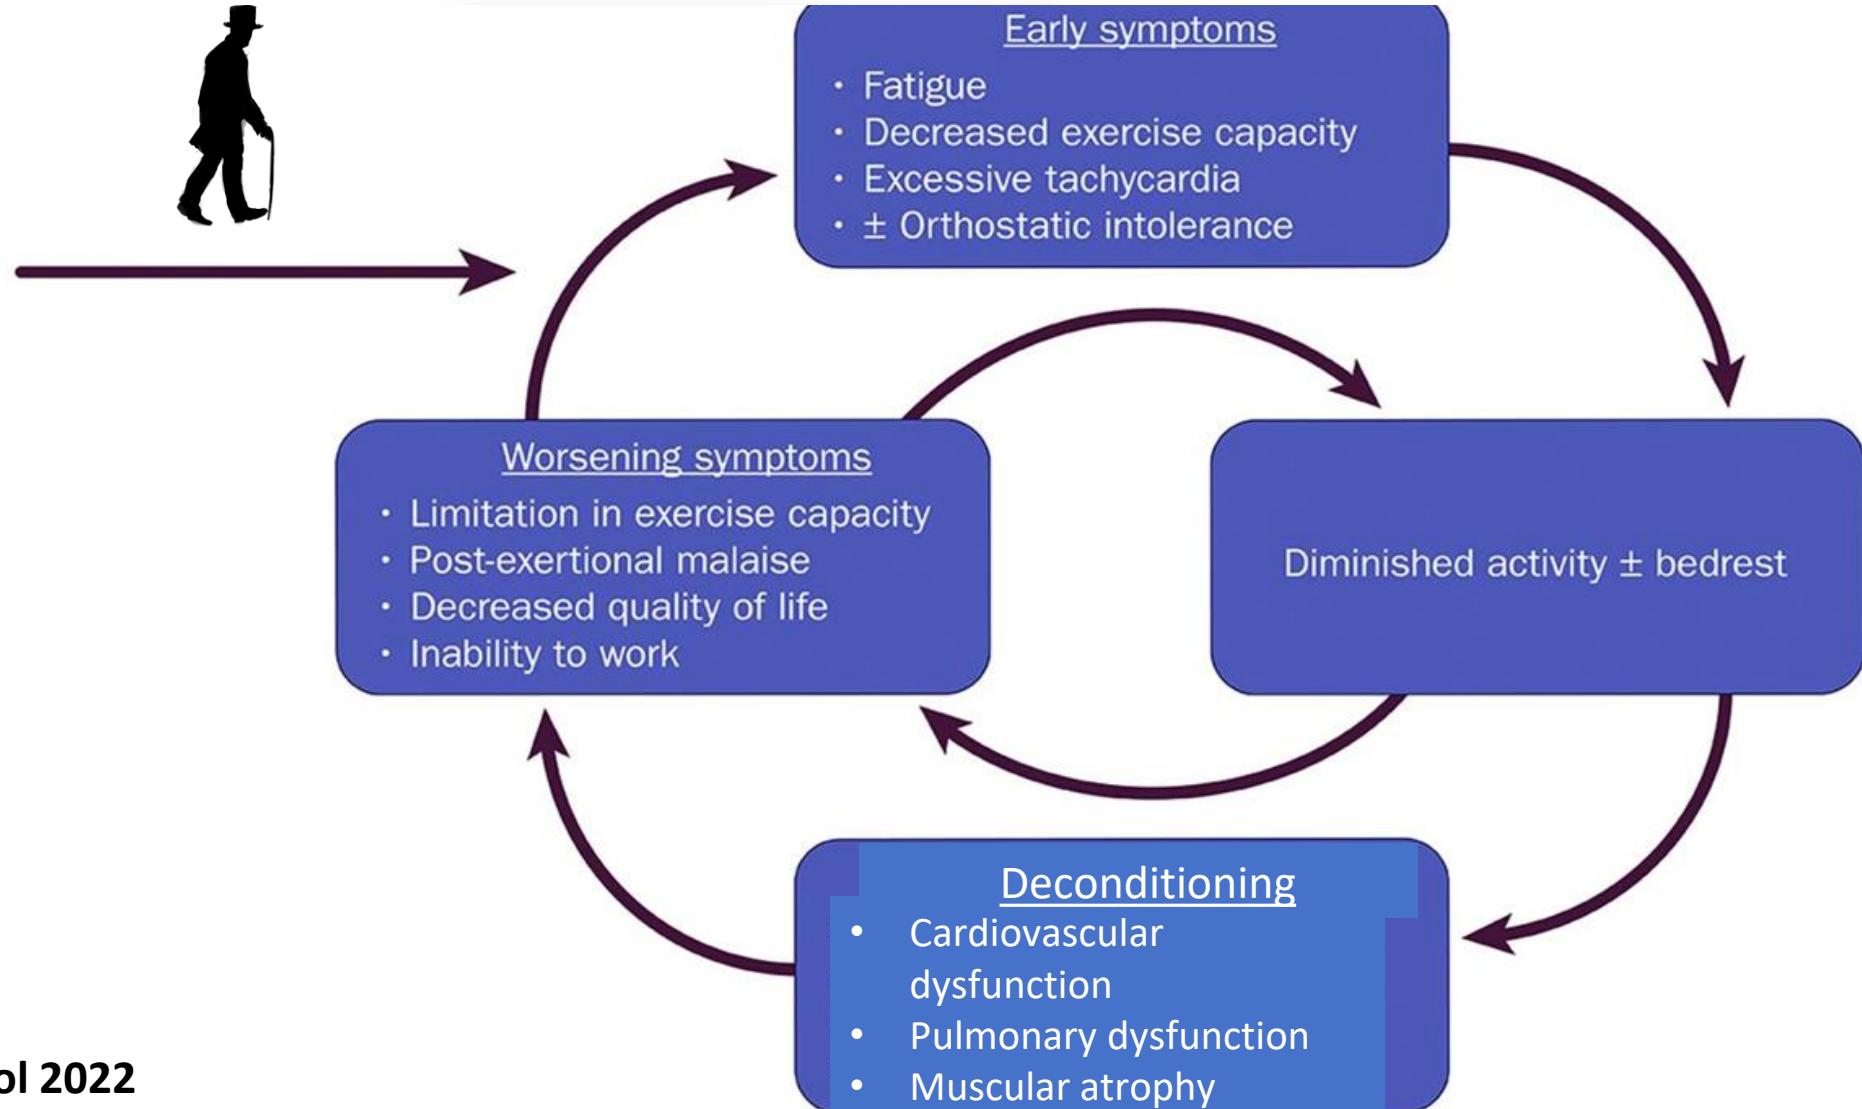 Early symptoms
· Fatigue
· Decreased exercise capacity
· Excessive tachycardia
· ± Orthostatic intolerance
Worsening symptoms
· Limitation in exercise capacity
· Post-exertional malaise
· Decreased quality of life
· Inability to work
Diminished activity ± bedrest
Deconditioning
• Cardiovascular
dysfunction
• Pulmonary dysfunction
• Muscular atrophy
ol 2022